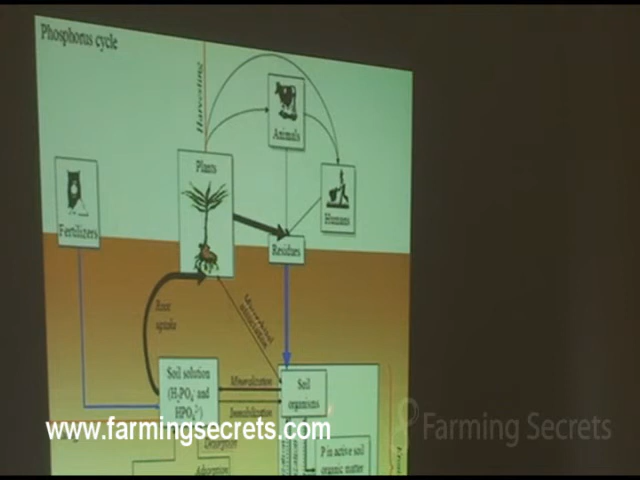 Phosphorus cycle
Harvesting
Animals
Plants
Humans
Fertilizers
Residues
Root
uptake
Microbial
Soil solution
(H₂PO₄⁻ and
HPO₄²⁻)
Mineralization
Immobilization
Soil
organisms
Desorption
Adsorption
P in active soil
organic matter
www.farmingsecrets.com
Farming Secrets